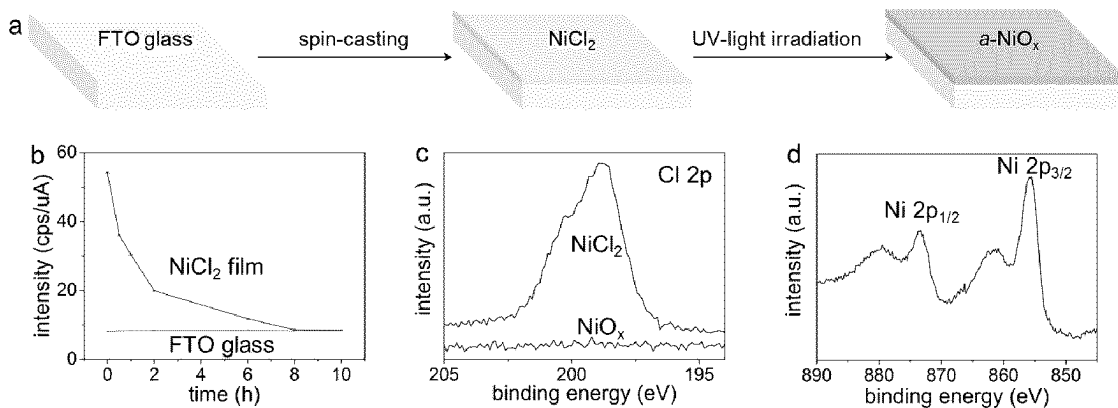 a
FTO glass
spin-casting
NiCl₂
UV-light irradiation
a-NiOₓ
b
intensity (cps/uA)
60
40
20
0
NiCl₂ film
FTO glass
0 2 4 6 8 10
time (h)
c
intensity (a.u.)
Cl 2p
NiCl₂
NiOₓ
205 200 195
binding energy (eV)
d
intensity (a.u.)
Ni 2p₁/₂
Ni 2p₃/₂
890 880 870 860 850
binding energy (eV)